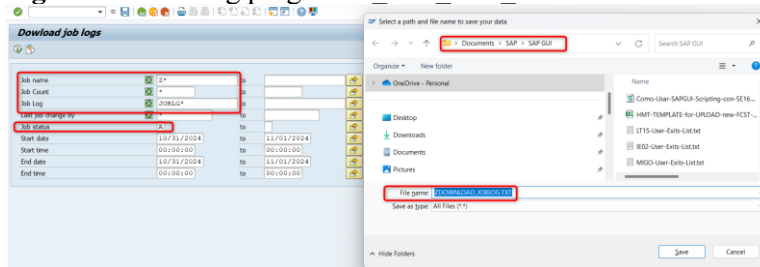 Dowload job logs
Job name Z* to
Job Count * to
Job Log JOBLG* to
Last job change by * to
Job status A to
Start date 10/31/2024 to 11/01/2024
Start time 00:00:00 to 00:00:00
End date 10/31/2024 to 11/01/2024
End time 00:00:00 to 00:00:00
Select a path and file name to save your data
Documents › SAP › SAP GUI
Search SAP GUI
Organize New folder
OneDrive - Personal
Desktop
Downloads
Documents
Pictures
Name
Como-Usar-SAPGUI-Scripting-con-SE16...
HMT-TEMPLATE-for-UPLOAD-new-FCST-...
LT15-User-Exits-List.txt
IE02-User-Exits-List.txt
MIGO-User-Exits-List.txt
File name: ZDOWNLOAD_JOBLOG.TXT
Save as type: All Files (*.*)
Hide Folders
Save Cancel